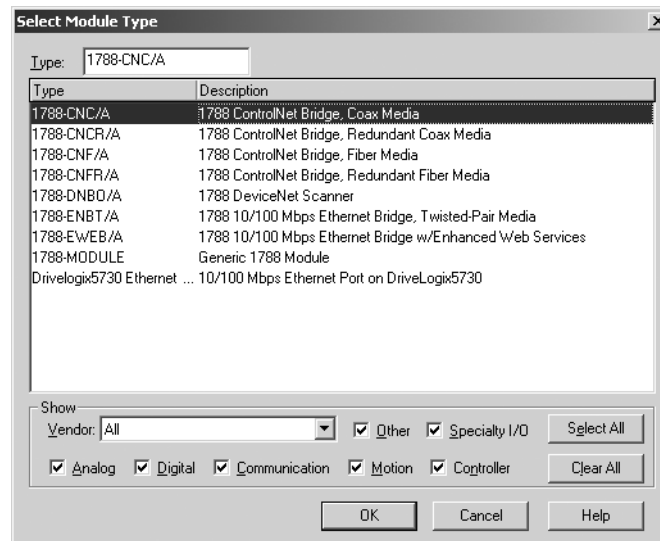 Select Module Type
Type: 1788-CNC/A
Type Description
1788-CNC/A 1788 ControlNet Bridge, Coax Media
1788-CNCR/A 1788 ControlNet Bridge, Redundant Coax Media
1788-CNF/A 1788 ControlNet Bridge, Fiber Media
1788-CNFR/A 1788 ControlNet Bridge, Redundant Fiber Media
1788-DNBO/A 1788 DeviceNet Scanner
1788-ENBT/A 1788 10/100 Mbps Ethernet Bridge, Twisted-Pair Media
1788-EWEB/A 1788 10/100 Mbps Ethernet Bridge w/Enhanced Web Services
1788-MODULE Generic 1788 Module
Drivelogix5730 Ethernet ... 10/100 Mbps Ethernet Port on DriveLogix5730
Show
Vendor: All Other Specialty I/O Select All
Analog Digital Communication Motion Controller Clear All
OK Cancel Help